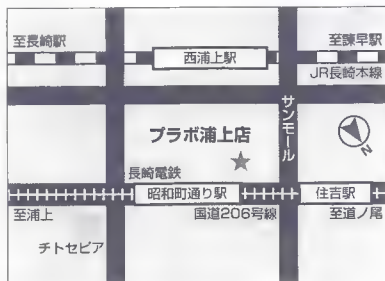 至長崎駅
西浦上駅
至諫早駅
JR長崎本線
サンモール
プラボ浦上店
N
長崎電鉄
昭和町通り駅
住吉駅
至浦上
国道206号線
至道ノ尾
チトセピア